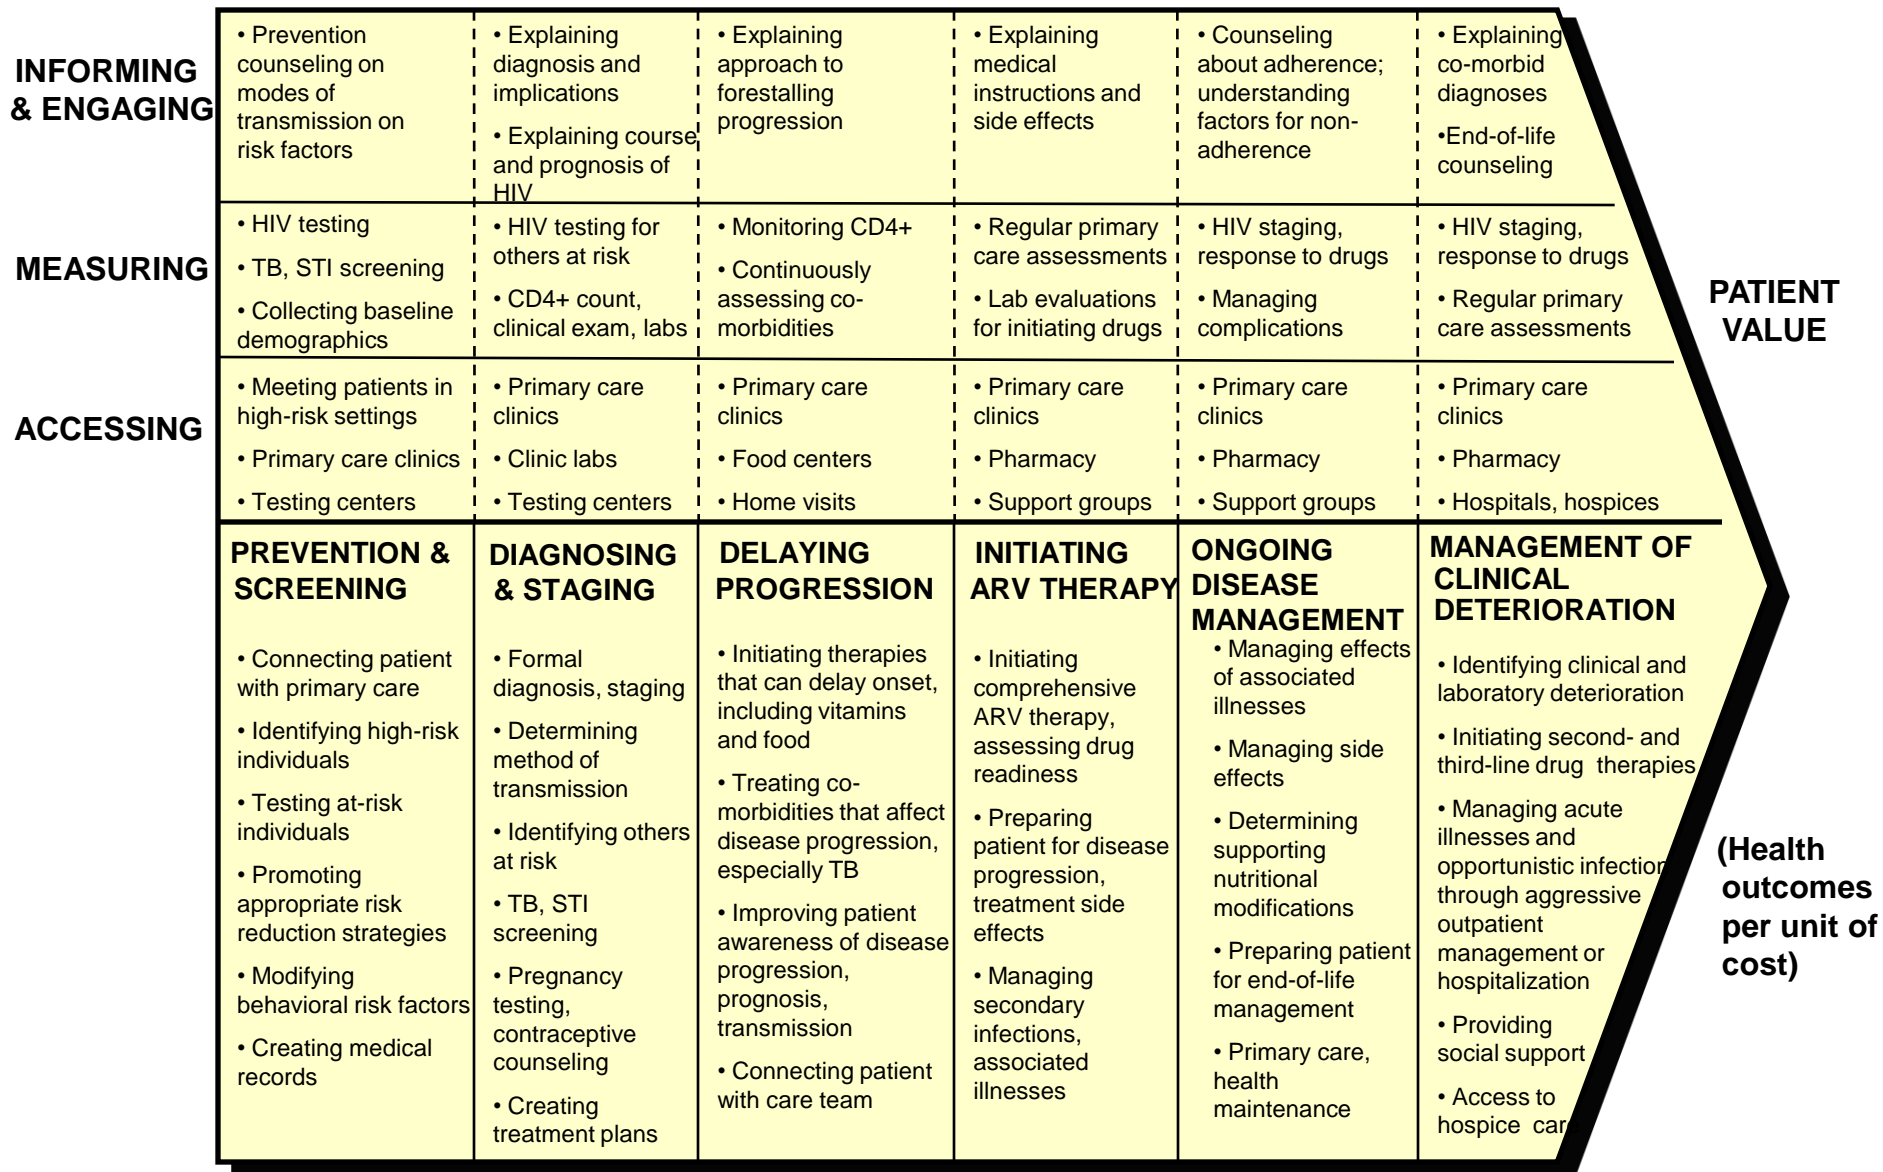 INFORMING
& ENGAGING
• Prevention
counseling on
modes of
transmission on
risk factors
• Explaining
diagnosis and
implications
• Explaining course
and prognosis of
HIV
• Explaining
approach to
forestalling
progression
• Explaining
medical
instructions and
side effects
• Counseling
about adherence;
understanding
factors for non-
adherence
• Explaining
co-morbid
diagnoses
•End-of-life
counseling
MEASURING
• HIV testing
• TB, STI screening
• Collecting baseline
demographics
• HIV testing for
others at risk
• CD4+ count,
clinical exam, labs
• Monitoring CD4+
• Continuously
assessing co-
morbidities
• Regular primary
care assessments
• Lab evaluations
for initiating drugs
• HIV staging,
response to drugs
• Managing
complications
• HIV staging,
response to drugs
• Regular primary
care assessments
ACCESSING
• Meeting patients in
high-risk settings
• Primary care clinics
• Testing centers
• Primary care
clinics
• Clinic labs
• Testing centers
• Primary care
clinics
• Food centers
• Home visits
• Primary care
clinics
• Pharmacy
• Support groups
• Primary care
clinics
• Pharmacy
• Support groups
• Primary care
clinics
• Pharmacy
• Hospitals, hospices
PREVENTION &
SCREENING
• Connecting patient
with primary care
• Identifying high-risk
individuals
• Testing at-risk
individuals
• Promoting
appropriate risk
reduction strategies
• Modifying
behavioral risk factors
• Creating medical
records
DIAGNOSING
& STAGING
• Formal
diagnosis, staging
• Determining
method of
transmission
• Identifying others
at risk
• TB, STI
screening
• Pregnancy
testing,
contraceptive
counseling
• Creating
treatment plans
DELAYING
PROGRESSION
• Initiating therapies
that can delay onset,
including vitamins
and food
• Treating co-
morbidities that affect
disease progression,
especially TB
• Improving patient
awareness of disease
progression,
prognosis,
transmission
• Connecting patient
with care team
INITIATING
ARV THERAPY
• Initiating
comprehensive
ARV therapy,
assessing drug
readiness
• Preparing
patient for disease
progression,
treatment side
effects
• Managing
secondary
infections,
associated
illnesses
ONGOING
DISEASE
MANAGEMENT
• Managing effects
of associated
illnesses
• Managing side
effects
• Determining
supporting
nutritional
modifications
• Preparing patient
for end-of-life
management
• Primary care,
health
maintenance
MANAGEMENT OF
CLINICAL
DETERIORATION
• Identifying clinical and
laboratory deterioration
• Initiating second- and
third-line drug therapies
• Managing acute
illnesses and
opportunistic infection
through aggressive
outpatient
management or
hospitalization
• Providing
social support
• Access to
hospice care
PATIENT
VALUE
(Health
outcomes
per unit of
cost)